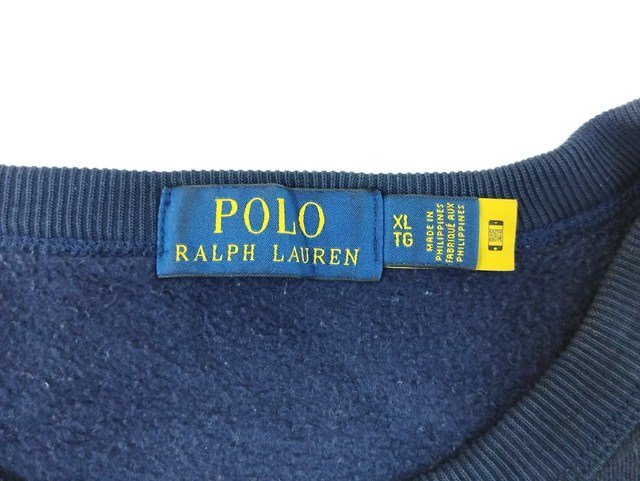 POLO
RALPH LAUREN
XL
TG
MADE IN
PHILIPPINES
FABRIQUÉ AUX
PHILIPPINES